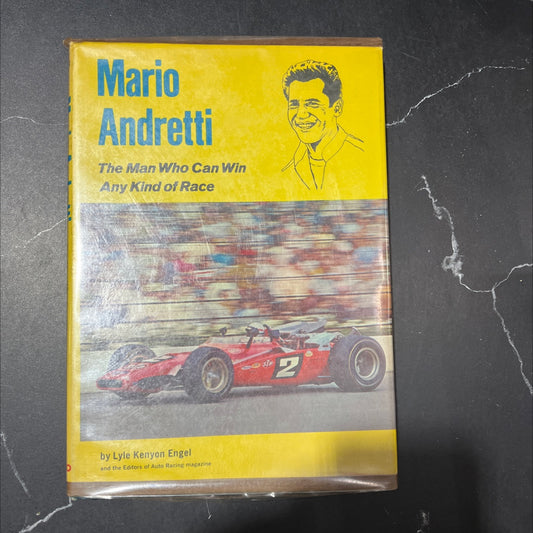 Mario
Andretti
The Man Who Can Win
Any Kind of Race
2
by Lyle Kenyon Engel
and the Editors of Auto Racing magazine